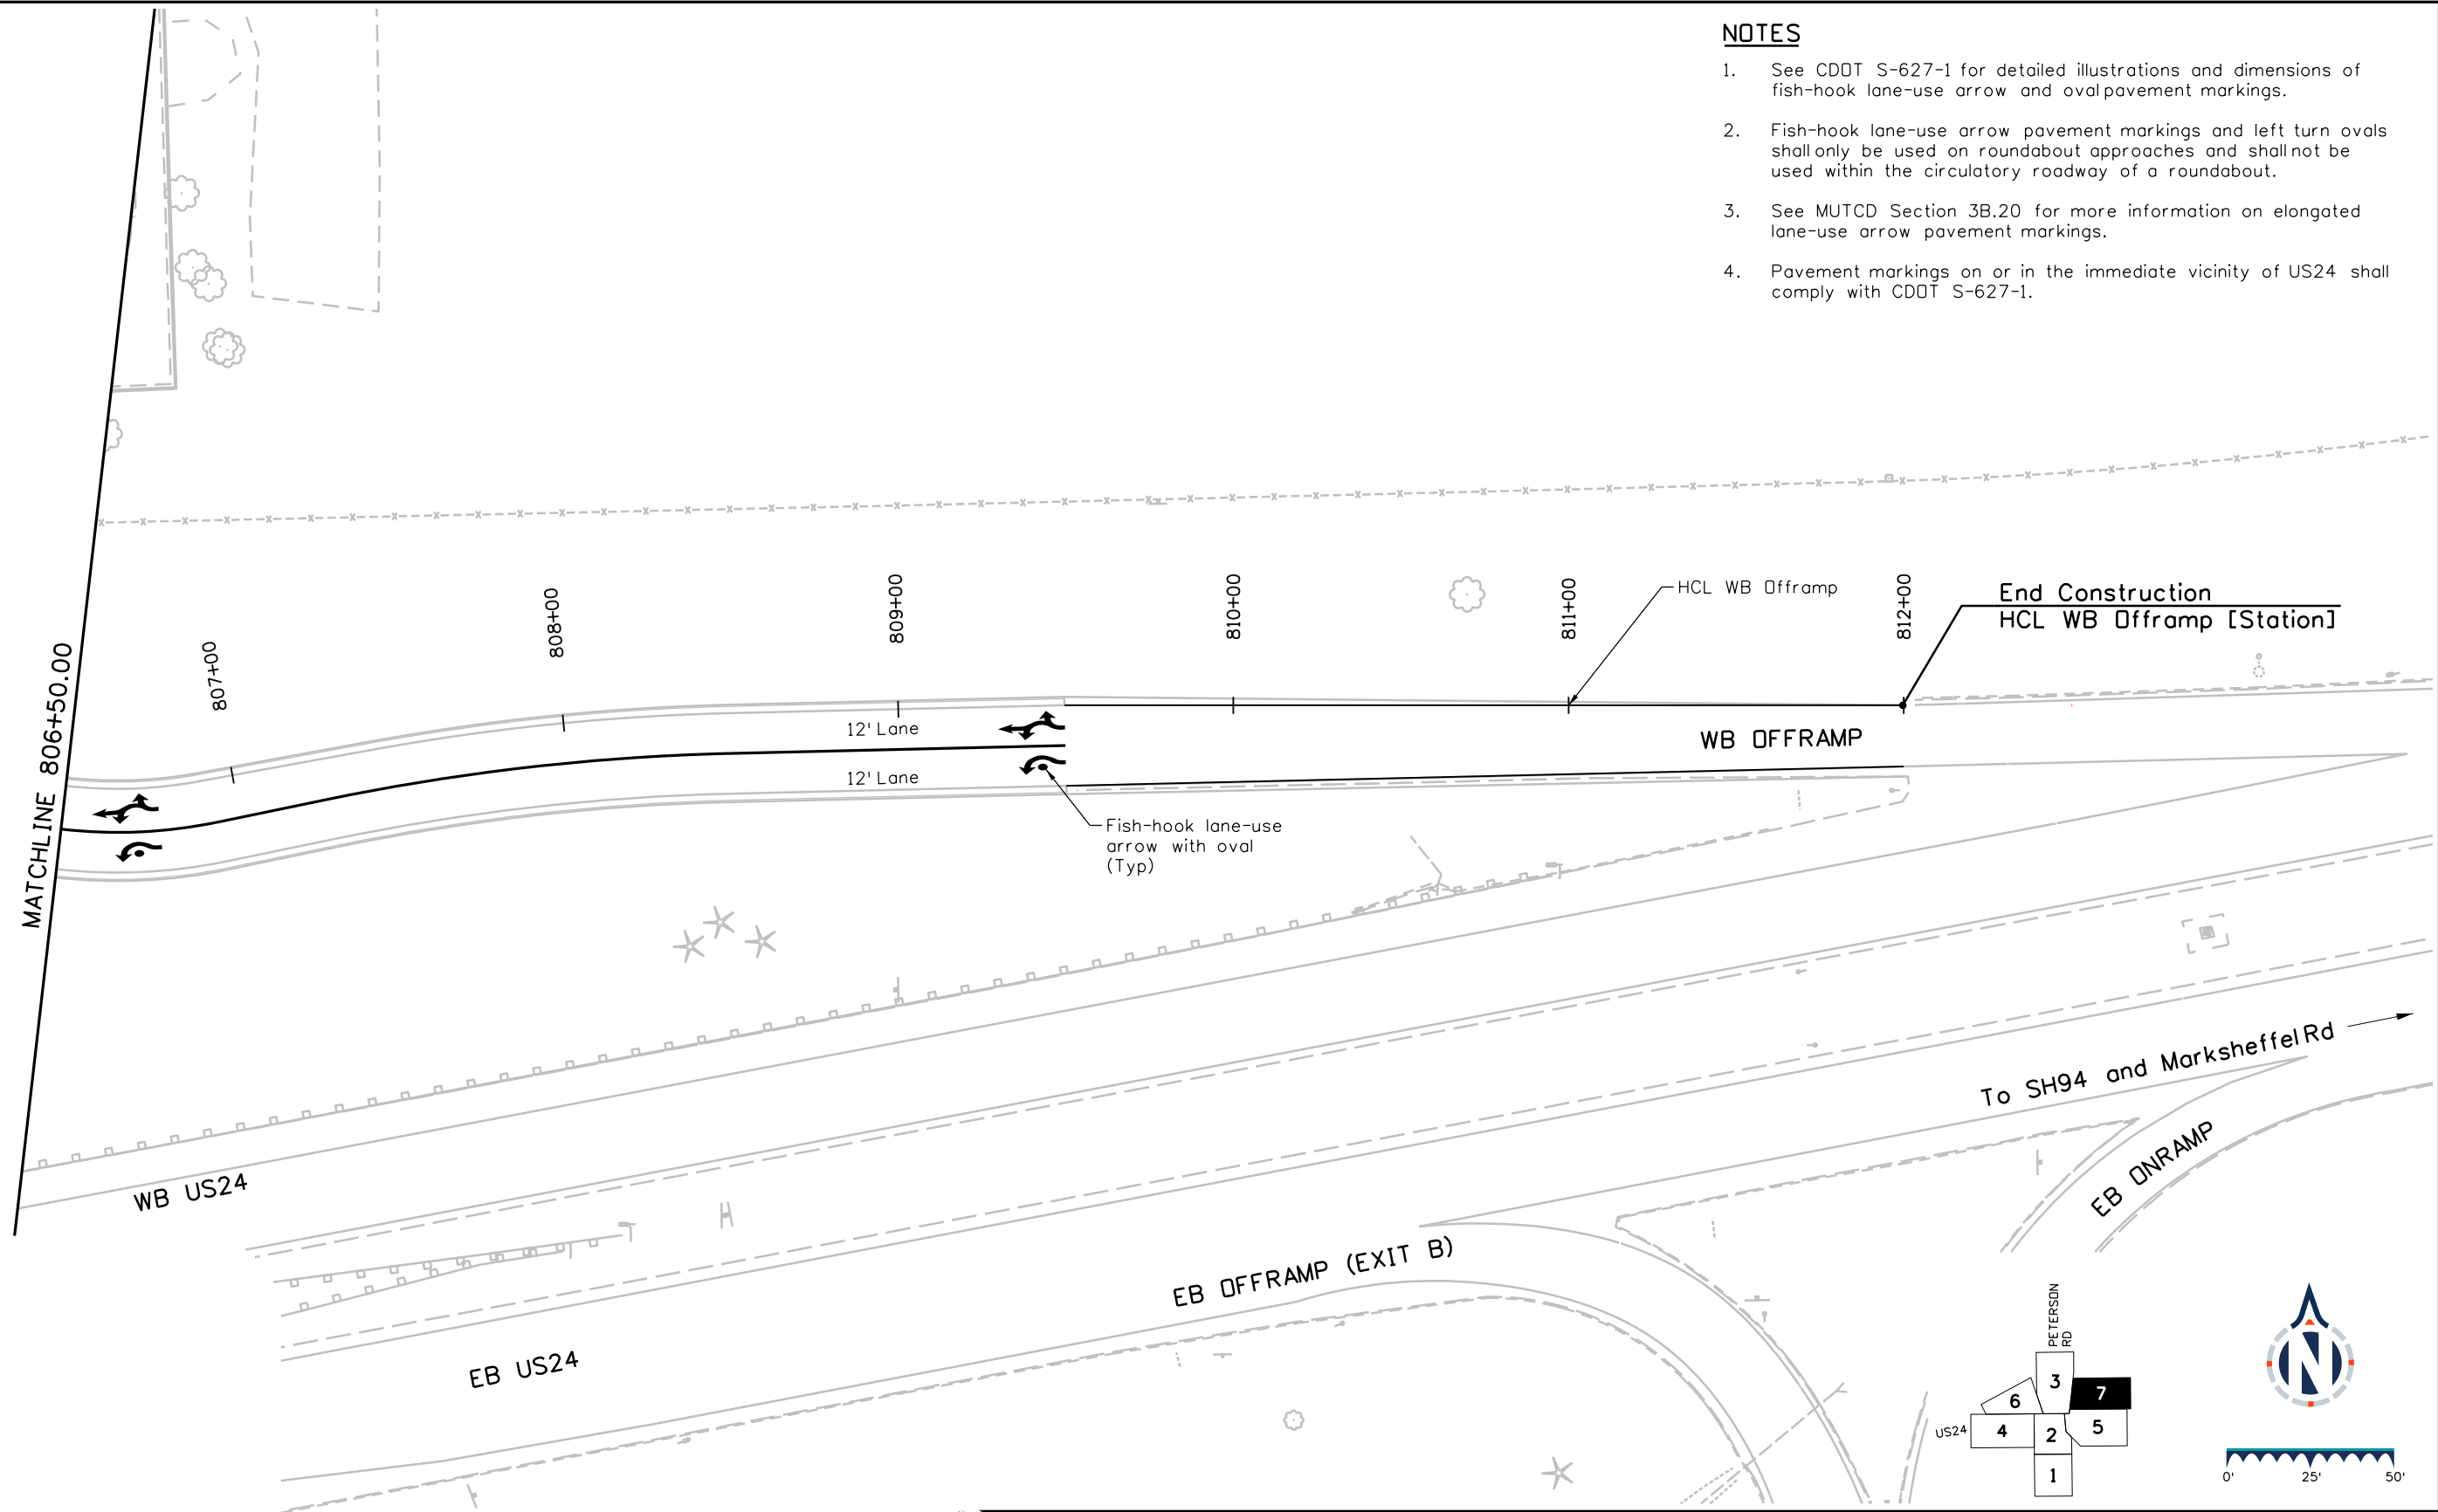 NOTES
1. See CDOT S-627-1 for detailed illustrations and dimensions of
fish-hook lane-use arrow and oval pavement markings.
2. Fish-hook lane-use arrow pavement markings and left turn ovals
shall only be used on roundabout approaches and shall not be
used within the circulatory roadway of a roundabout.
3. See MUTCD Section 3B.20 for more information on elongated
lane-use arrow pavement markings.
4. Pavement markings on or in the immediate vicinity of US24 shall
comply with CDOT S-627-1.
MATCHLINE 806+50.00
807+00
808+00
809+00
810+00
811+00
812+00
HCL WB Offramp
End Construction
HCL WB Offramp [Station]
12' Lane
12' Lane
WB OFFRAMP
Fish-hook lane-use
arrow with oval
(Typ)
WB US24
EB US24
EB OFFRAMP (EXIT B)
To SH94 and Marksheffel Rd
EB ONRAMP
PETERSON
RD
3
7
6
US24
4
2
5
1
N
0'
25'
50'